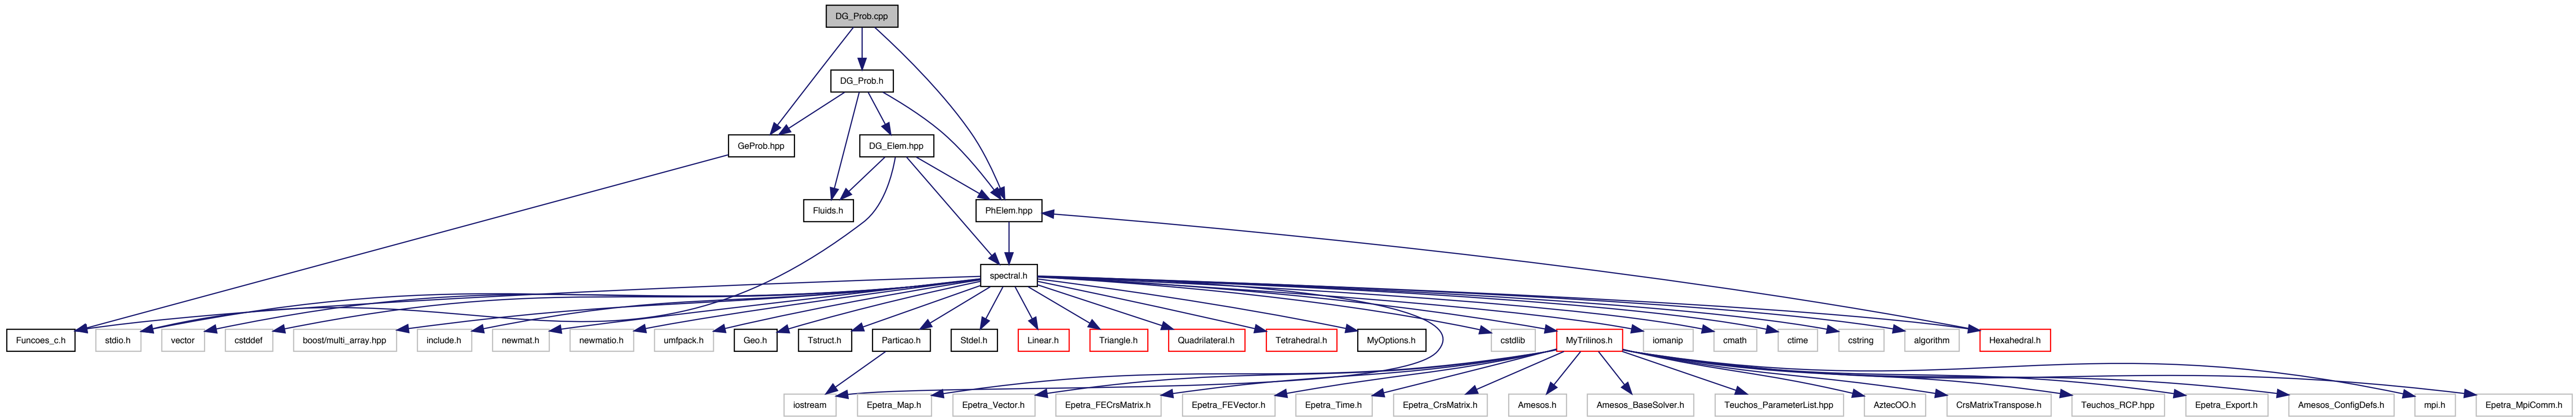 DG_Prob.cpp
DG_Prob.h
GeProb.hpp
DG_Elem.hpp
Fluids.h
PhElem.hpp
spectral.h
Funcoes_c.h
stdio.h
vector
cstddef
boost/multi_array.hpp
include.h
newmat.h
newmatio.h
umfpack.h
Geo.h
Tstruct.h
Particao.h
Stdel.h
Linear.h
Triangle.h
Quadrilateral.h
Tetrahedral.h
MyOptions.h
cstdlib
MyTrilinos.h
iomanip
cmath
ctime
cstring
algorithm
Hexahedral.h
iostream
Epetra_Map.h
Epetra_Vector.h
Epetra_FECrsMatrix.h
Epetra_FEVector.h
Epetra_Time.h
Epetra_CrsMatrix.h
Amesos.h
Amesos_BaseSolver.h
Teuchos_ParameterList.hpp
AztecOO.h
CrsMatrixTranspose.h
Teuchos_RCP.hpp
Epetra_Export.h
Amesos_ConfigDefs.h
mpi.h
Epetra_MpiComm.h